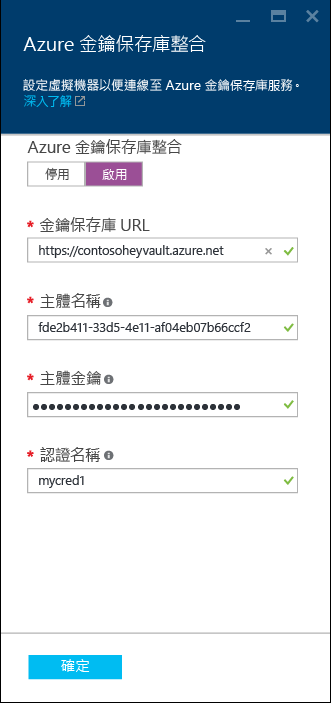 Azure 金鑰保存庫整合
設定虛擬機器以便連線至 Azure 金鑰保存庫服務。
深入了解
Azure 金鑰保存庫整合
停用 啟用
* 金鑰保存庫 URL
https://contosoheyvault.azure.net
* 主體名稱
fde2b411-33d5-4e11-af04eb07b66ccf2
* 主體金鑰
●●●●●●●●●●●●●●●●●●●●●●●●●●
* 認證名稱
mycred1
確定